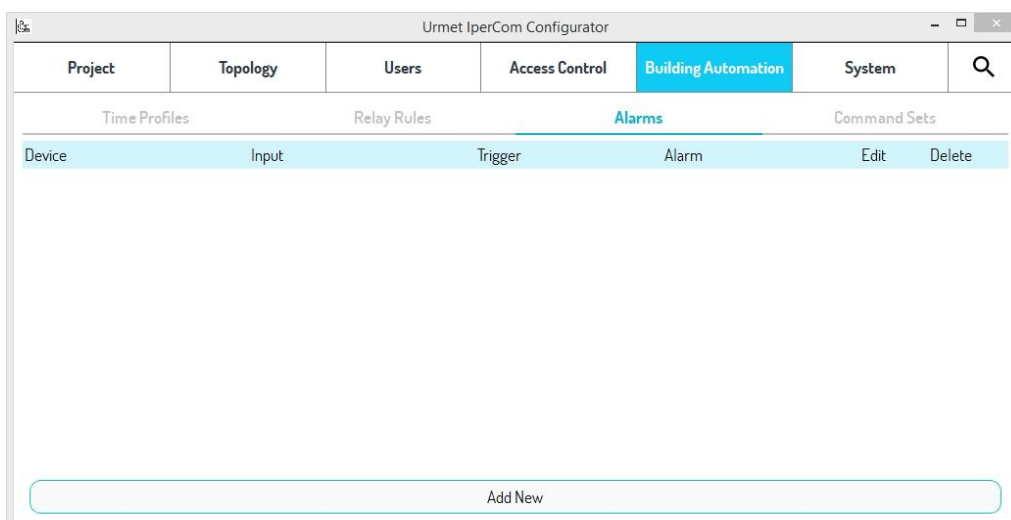 Urmet IperCom Configurator
Project Topology Users Access Control Building Automation System
Time Profiles Relay Rules Alarms Command Sets
Device Input Trigger Alarm Edit Delete
Add New